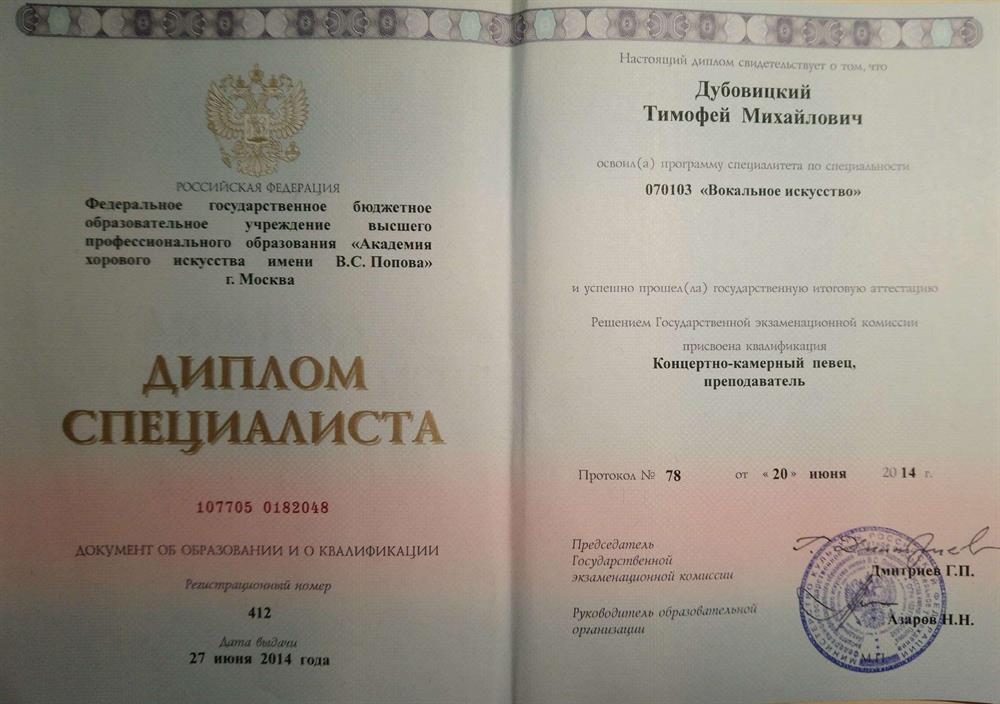 РОССИЙСКАЯ ФЕДЕРАЦИЯ
Федеральное государственное бюджетное
образовательное учреждение высшего
профессионального образования «Академия
хорового искусства имени В.С. Попова»
г. Москва
ДИПЛОМ
СПЕЦИАЛИСТА
107705 0182048
ДОКУМЕНТ ОБ ОБРАЗОВАНИИ И О КВАЛИФИКАЦИИ
Регистрационный номер
412
Дата выдачи
27 июня 2014 года
Настоящий диплом свидетельствует о том, что
Дубовицкий
Тимофей Михайлович
освоил(а) программу специалитета по специальности
070103 «Вокальное искусство»
и успешно прошел(ла) государственную итоговую аттестацию
Решением Государственной экзаменационной комиссии
присвоена квалификация
Концертно-камерный певец,
преподаватель
Протокол № 78 от «20» июня 2014 г.
Председатель
Государственной
экзаменационной комиссии
Дмитриев Г.П.
Руководитель образовательной
организации
Азаров Н.Н.
М.П.